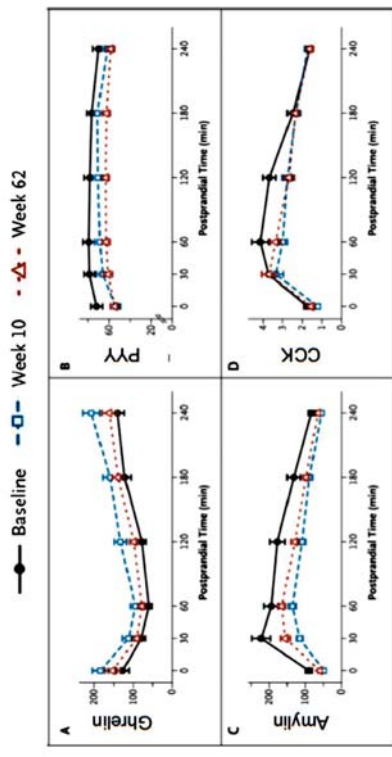 Baseline Week 10 Week 62
A
Ghrelin
200
150
100
50
0
0 30 60 120 180 240
Postprandial Time (min)
B
PYY
80
60
20
0
0 30 60 120 180 240
Postprandial Time (min)
C
Amylin
200
100
0
0 30 60 120 180 240
Postprandial Time (min)
D
CCK
4
3
2
1
0 30 60 120 180 240
Postprandial Time (min)